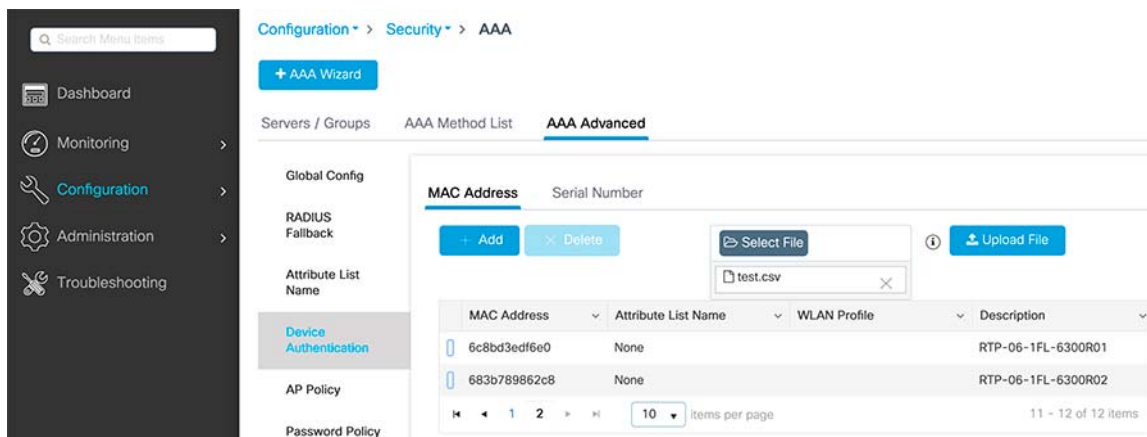 Search Menu Items
Dashboard
Monitoring
Configuration
Administration
Troubleshooting
Configuration > Security > AAA
+ AAA Wizard
Servers / Groups AAA Method List AAA Advanced
Global Config
RADIUS
Fallback
Attribute List
Name
Device
Authentication
AP Policy
Password Policy
MAC Address Serial Number
+ Add × Delete Select File i Upload File
test.csv ×
MAC Address Attribute List Name WLAN Profile Description
6c8bd3edf6e0 None RTP-06-1FL-6300R01
683b789862c8 None RTP-06-1FL-6300R02
1 2 10 items per page 11 - 12 of 12 items